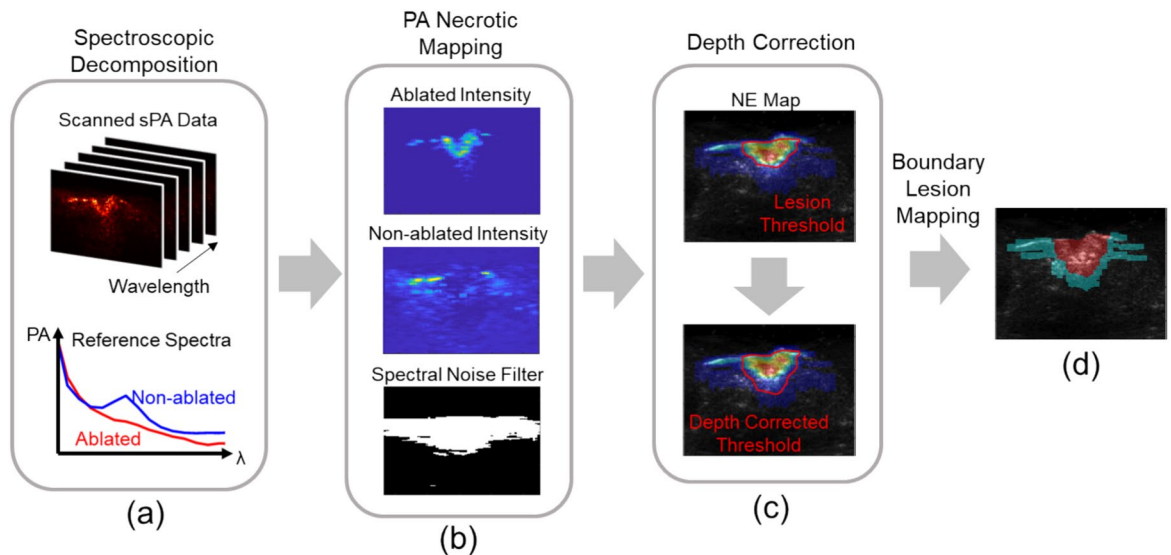 Spectroscopic
Decomposition
Scanned sPA Data
Wavelength
PA
Reference Spectra
Non-ablated
Ablated
λ
(a)
PA Necrotic
Mapping
Ablated Intensity
Non-ablated Intensity
Spectral Noise Filter
(b)
Depth Correction
NE Map
Lesion
Threshold
Depth Corrected
Threshold
(c)
Boundary
Lesion
Mapping
(d)